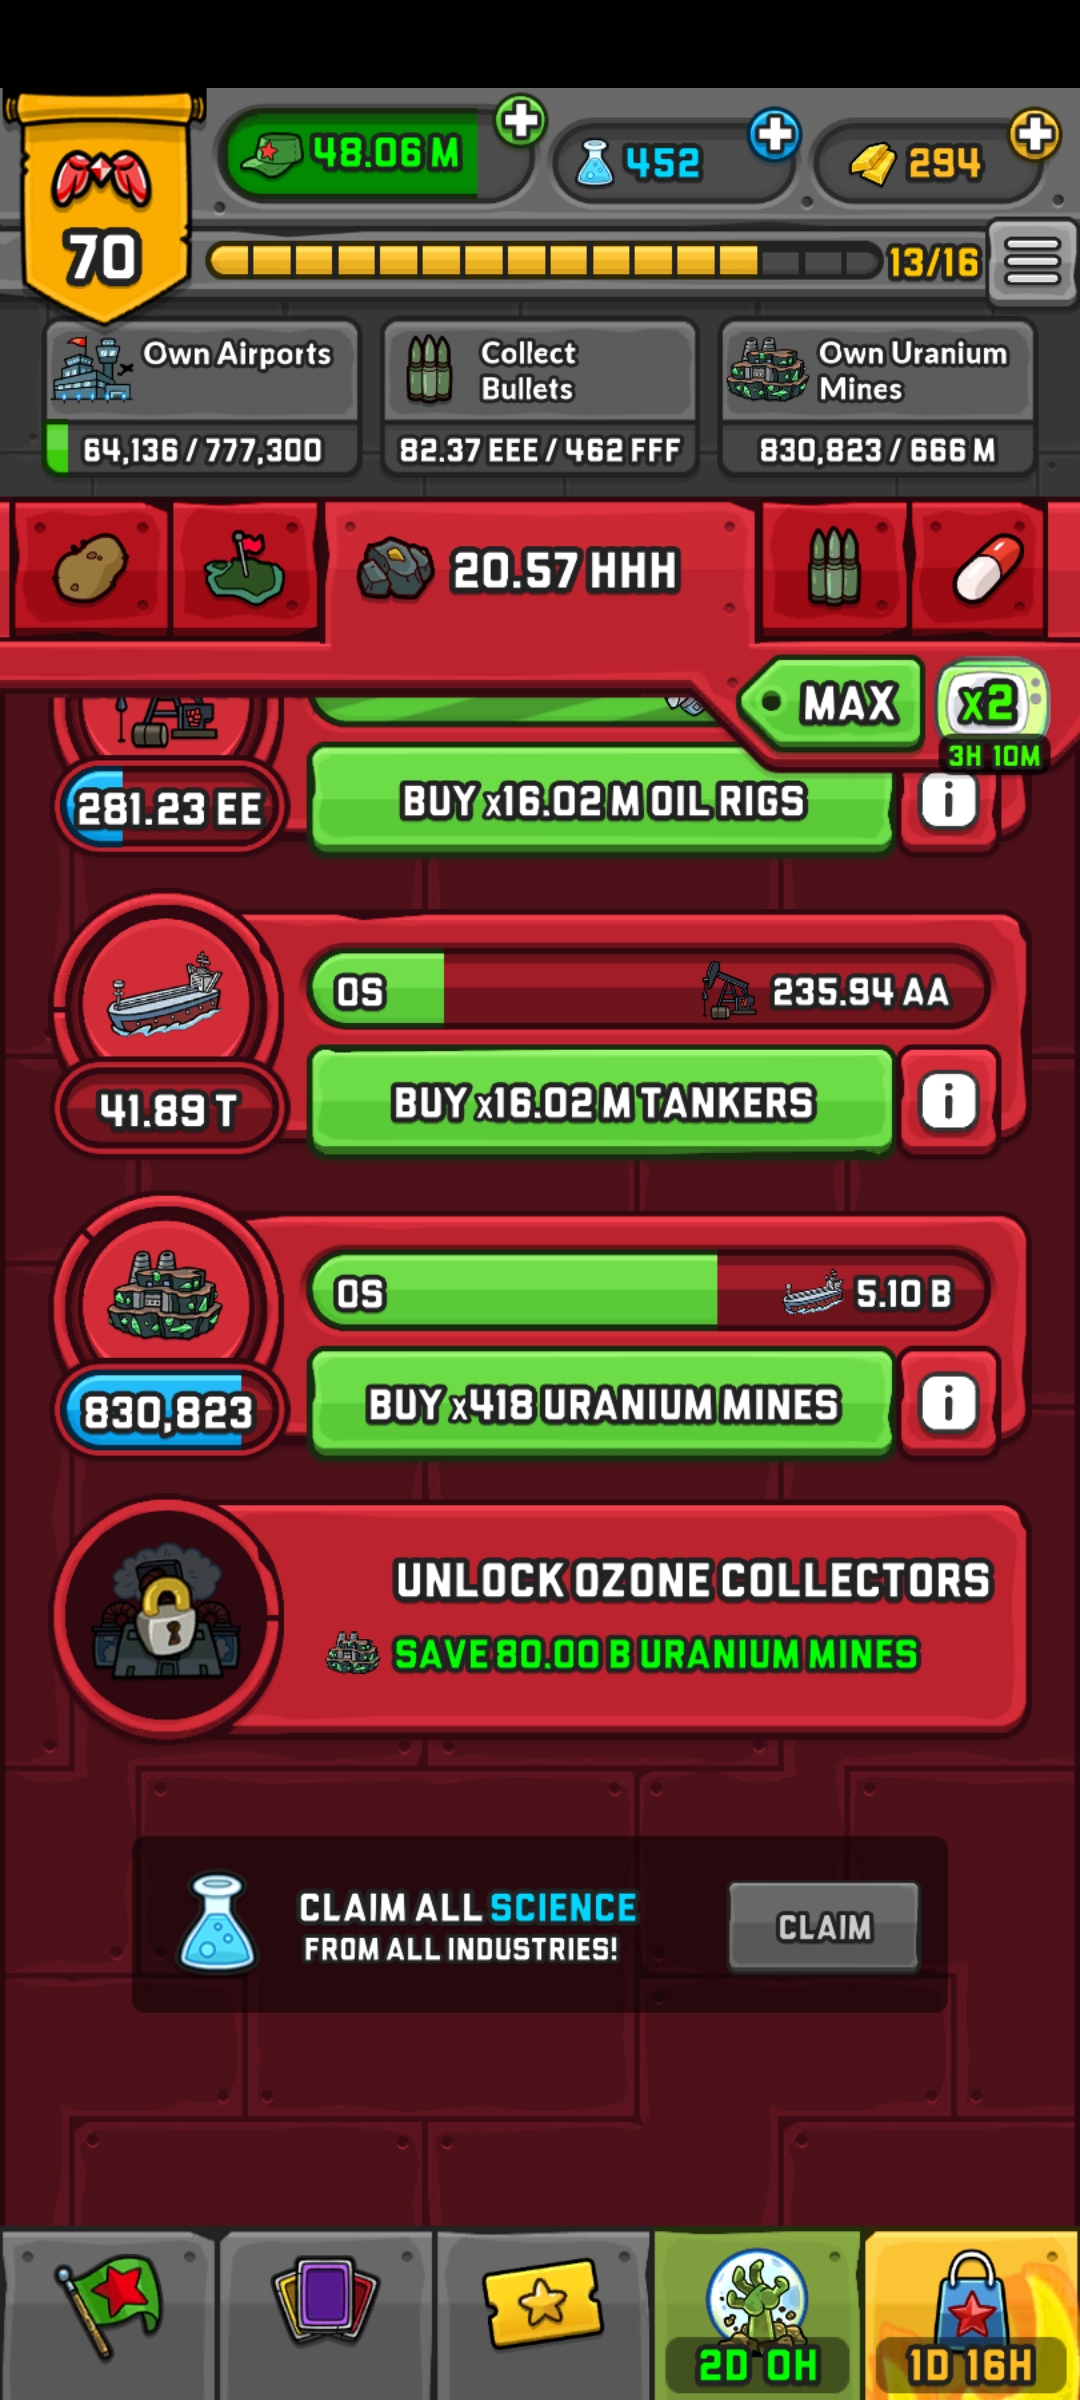 70
48.06 M
452
294
13/16
Own Airports
64,136 / 777,300
Collect
Bullets
82.37 EEE / 462 FFF
Own Uranium
Mines
830,823 / 666 M
20.57 HHH
MAX
x2
3H 10M
281.23 EE
BUY x16.02 M OIL RIGS
i
0S
235.94 AA
41.89 T
BUY x16.02 M TANKERS
i
0S
5.10 B
830,823
BUY x418 URANIUM MINES
i
UNLOCK OZONE COLLECTORS
SAVE 80.00 B URANIUM MINES
CLAIM ALL SCIENCE
FROM ALL INDUSTRIES!
CLAIM
2D 0H
1D 16H